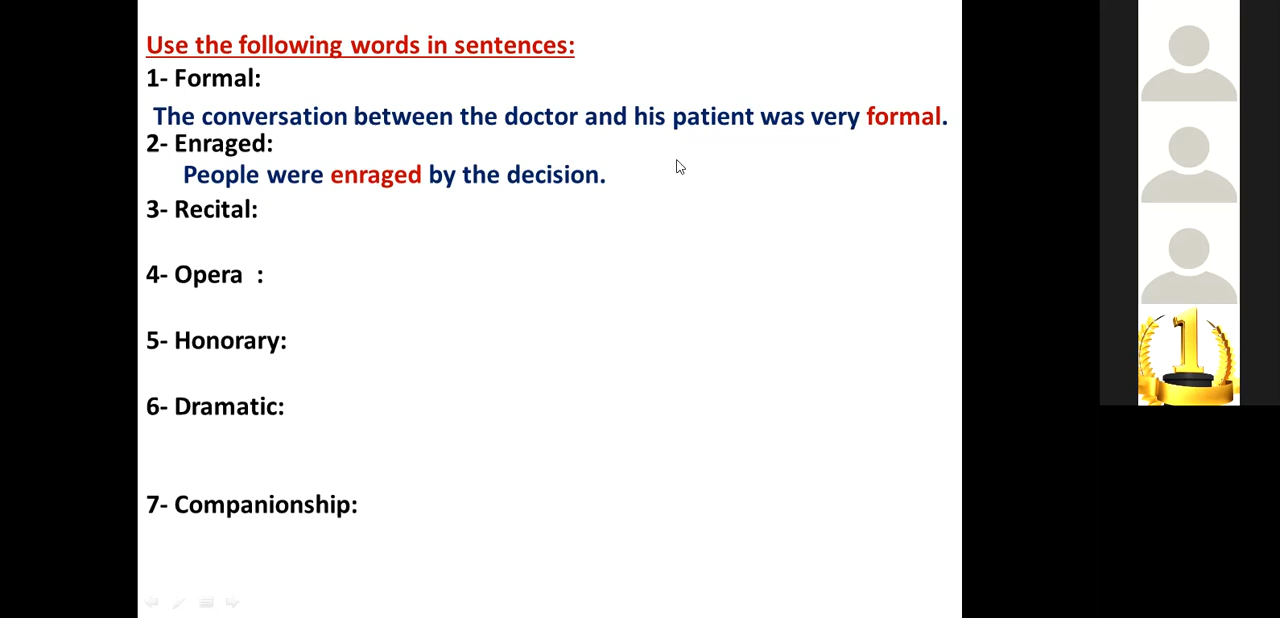 Use the following words in sentences:
1- Formal:
The conversation between the doctor and his patient was very formal.
2- Enraged:
People were enraged by the decision.
3- Recital:
4- Opera  :
5- Honorary:
6- Dramatic:
7- Companionship:
1